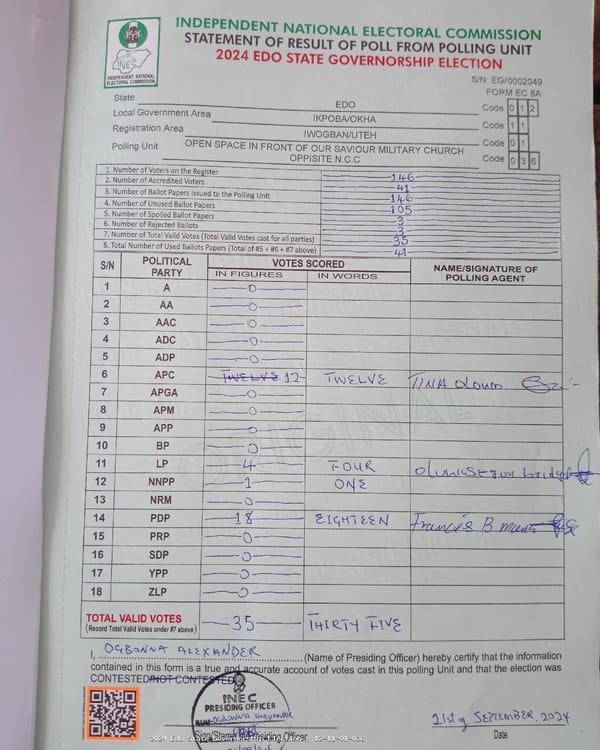 INDEPENDENT NATIONAL ELECTORAL COMMISSION
STATEMENT OF RESULT OF POLL FROM POLLING UNIT
2024 EDO STATE GOVERNORSHIP ELECTION
INEC
INDEPENDENT NATIONAL
ELECTORAL COMMISSION
S/N: EG/0002049
FORM EC 8A
State EDO Code 0 1 2
Local Government Area IKPOBA/OKHA Code 1 1
Registration Area IWOGBAN/UTEH Code 0 1
Polling Unit OPEN SPACE IN FRONT OF OUR SAVIOUR MILITARY CHURCH OPPISITE N.C.C Code 0 3 6
1. Number of Voters on the Register 146
2. Number of Accredited Voters 41
3. Number of Ballot Papers issued to the Polling Unit 146
4. Number of Unused Ballot Papers 105
5. Number of Spoiled Ballot Papers 3
6. Number of Rejected Ballots 3
7. Number of Total Valid Votes (Total Valid Votes cast for all parties) 35
8. Total Number of Used Ballots Papers (Total of #5 + #6 + #7 above) 41
S/N POLITICAL PARTY VOTES SCORED NAME/SIGNATURE OF POLLING AGENT
IN FIGURES IN WORDS
1 A 0
2 AA 0
3 AAC 0
4 ADC 0
5 ADP 0
6 APC TWELVE 12 TWELVE TINA
7 APGA 0
8 APM 0
9 APP 0
10 BP 0
11 LP 4 FOUR
12 NNPP 1 ONE
13 NRM 0
14 PDP 18 EIGHTEEN Francis B
15 PRP 0
16 SDP 0
17 YPP 0
18 ZLP 0
ORIGINAL
TOTAL VALID VOTES 35 THIRTY FIVE
(Record Total Valid Votes under #7 above)
I, OGBONNA ALEXANDER (Name of Presiding Officer) hereby certify that the information
contained in this form is a true and accurate account of votes cast in this polling unit and that the election was
CONTESTED/NOT CONTESTED
INEC
PRESIDING OFFICER
NAME OGBONNA ALEXANDER
Sign/Stamp Presiding Officer
21st of SEPTEMBER, 2024
Date